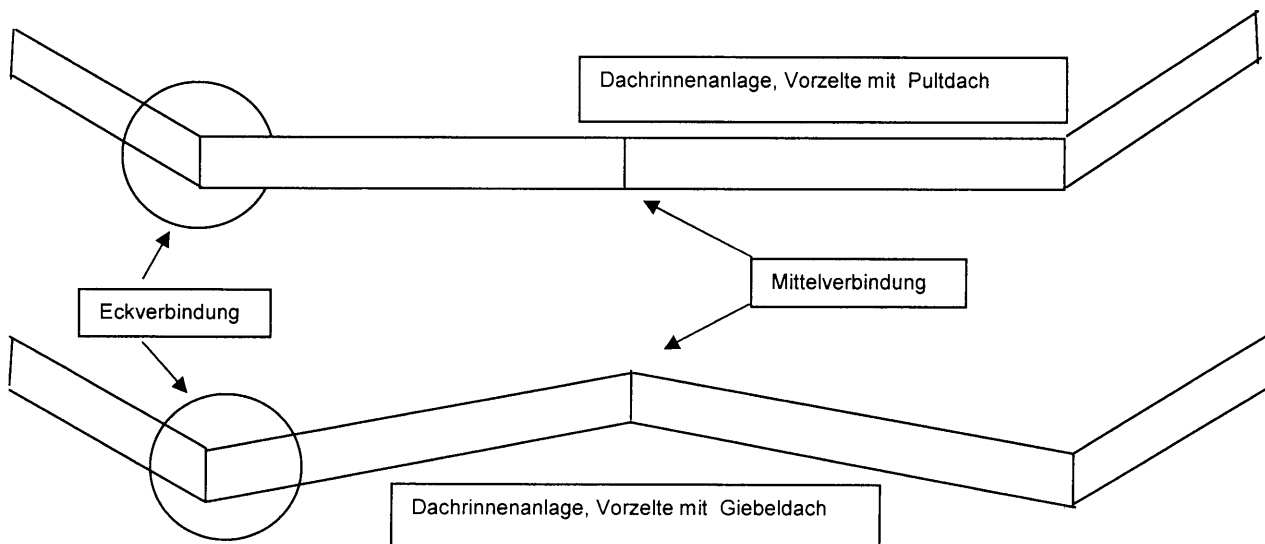 Dachrinnenanlage, Vorzelte mit Pultdach
Mittelverbindung
Eckverbindung
Dachrinnenanlage, Vorzelte mit Giebeldach